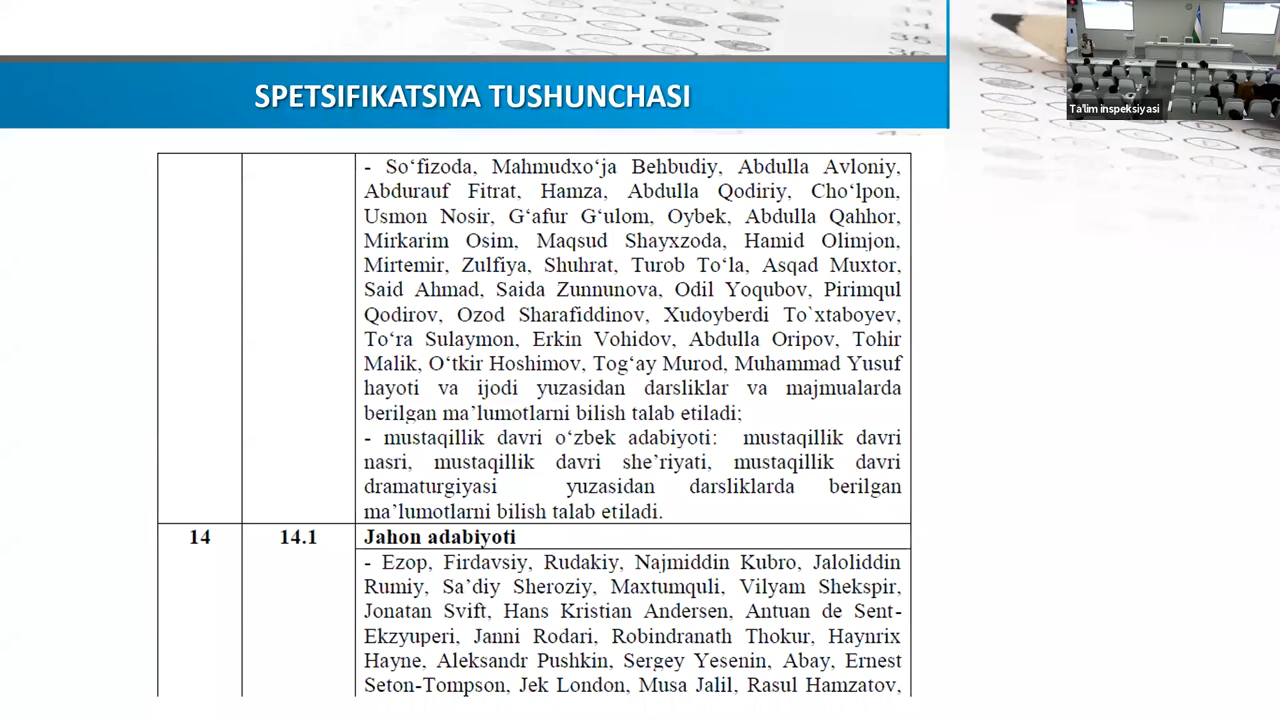 SPETSIFIKATSIYA TUSHUNCHASI
Ta'lim inspeksiyasi
- So‘fizoda, Mahmudxo‘ja Behbudiy, Abdulla Avloniy,
Abdurauf Fitrat, Hamza, Abdulla Qodiriy, Cho‘lpon,
Usmon Nosir, G‘afur G‘ulom, Oybek, Abdulla Qahhor,
Mirkarim Osim, Maqsud Shayxzoda, Hamid Olimjon,
Mirtemir, Zulfiya, Shuhrat, Turob To‘la, Asqad Muxtor,
Said Ahmad, Saida Zunnunova, Odil Yoqubov, Pirimqul
Qodirov, Ozod Sharafiddinov, Xudoyberdi To`xtaboyev,
To‘ra Sulaymon, Erkin Vohidov, Abdulla Oripov, Tohir
Malik, O‘tkir Hoshimov, Tog‘ay Murod, Muhammad Yusuf
hayoti va ijodi yuzasidan darsliklar va majmualarda
berilgan ma’lumotlarni bilish talab etiladi;
- mustaqillik davri o‘zbek adabiyoti: mustaqillik davri
nasri, mustaqillik davri she’riyati, mustaqillik davri
dramaturgiyasi yuzasidan darsliklarda berilgan
ma’lumotlarni bilish talab etiladi.
14 14.1 Jahon adabiyoti
- Ezop, Firdavsiy, Rudakiy, Najmiddin Kubro, Jaloliddin
Rumiy, Sa’diy Sheroziy, Maxtumquli, Vilyam Shekspir,
Jonatan Svift, Hans Kristian Andersen, Antuan de Sent-
Ekzyuperi, Janni Rodari, Robindranath Thokur, Haynrix
Hayne, Aleksandr Pushkin, Sergey Yesenin, Abay, Ernest
Seton-Tompson, Jek London, Musa Jalil, Rasul Hamzatov,